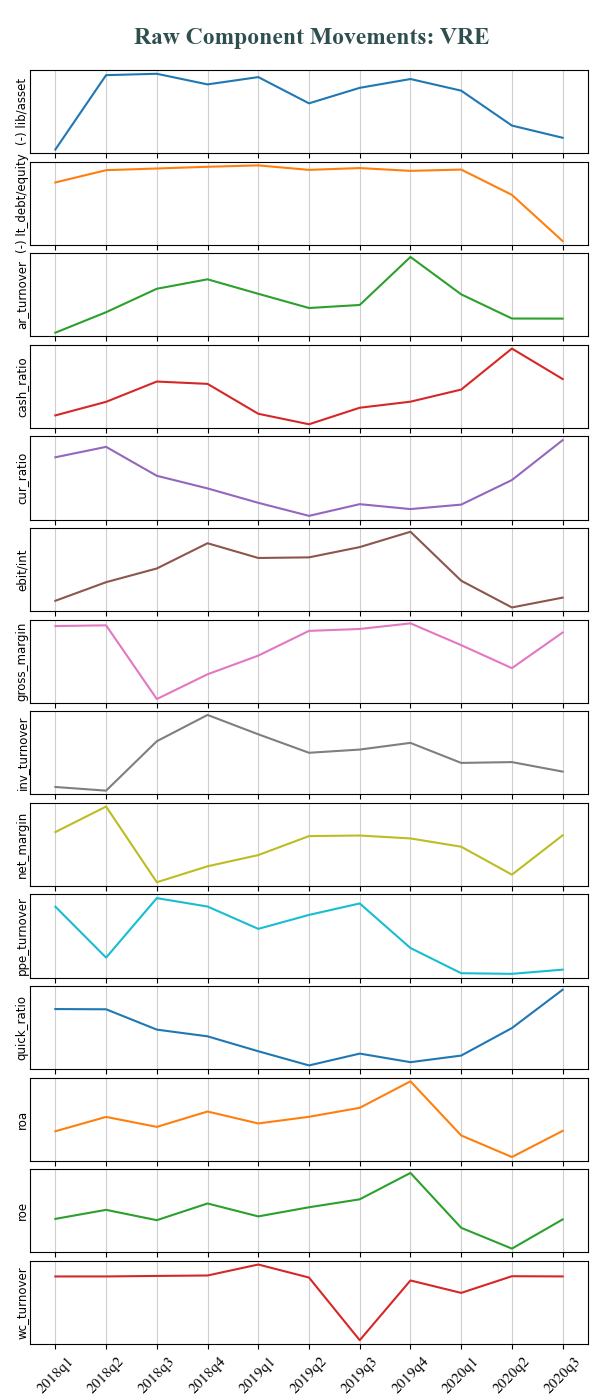 Raw Component Movements: VRE
(-) lib/asset
(-) lt_debt/equity
ar_turnover
cash_ratio
cur_ratio
ebit/int
gross_margin
inv_turnover
net_margin
ppe_turnover
quick_ratio
roa
roe
wc_turnover
2018q1 2018q2 2018q3 2018q4 2019q1 2019q2 2019q3 2019q4 2020q1 2020q2 2020q3